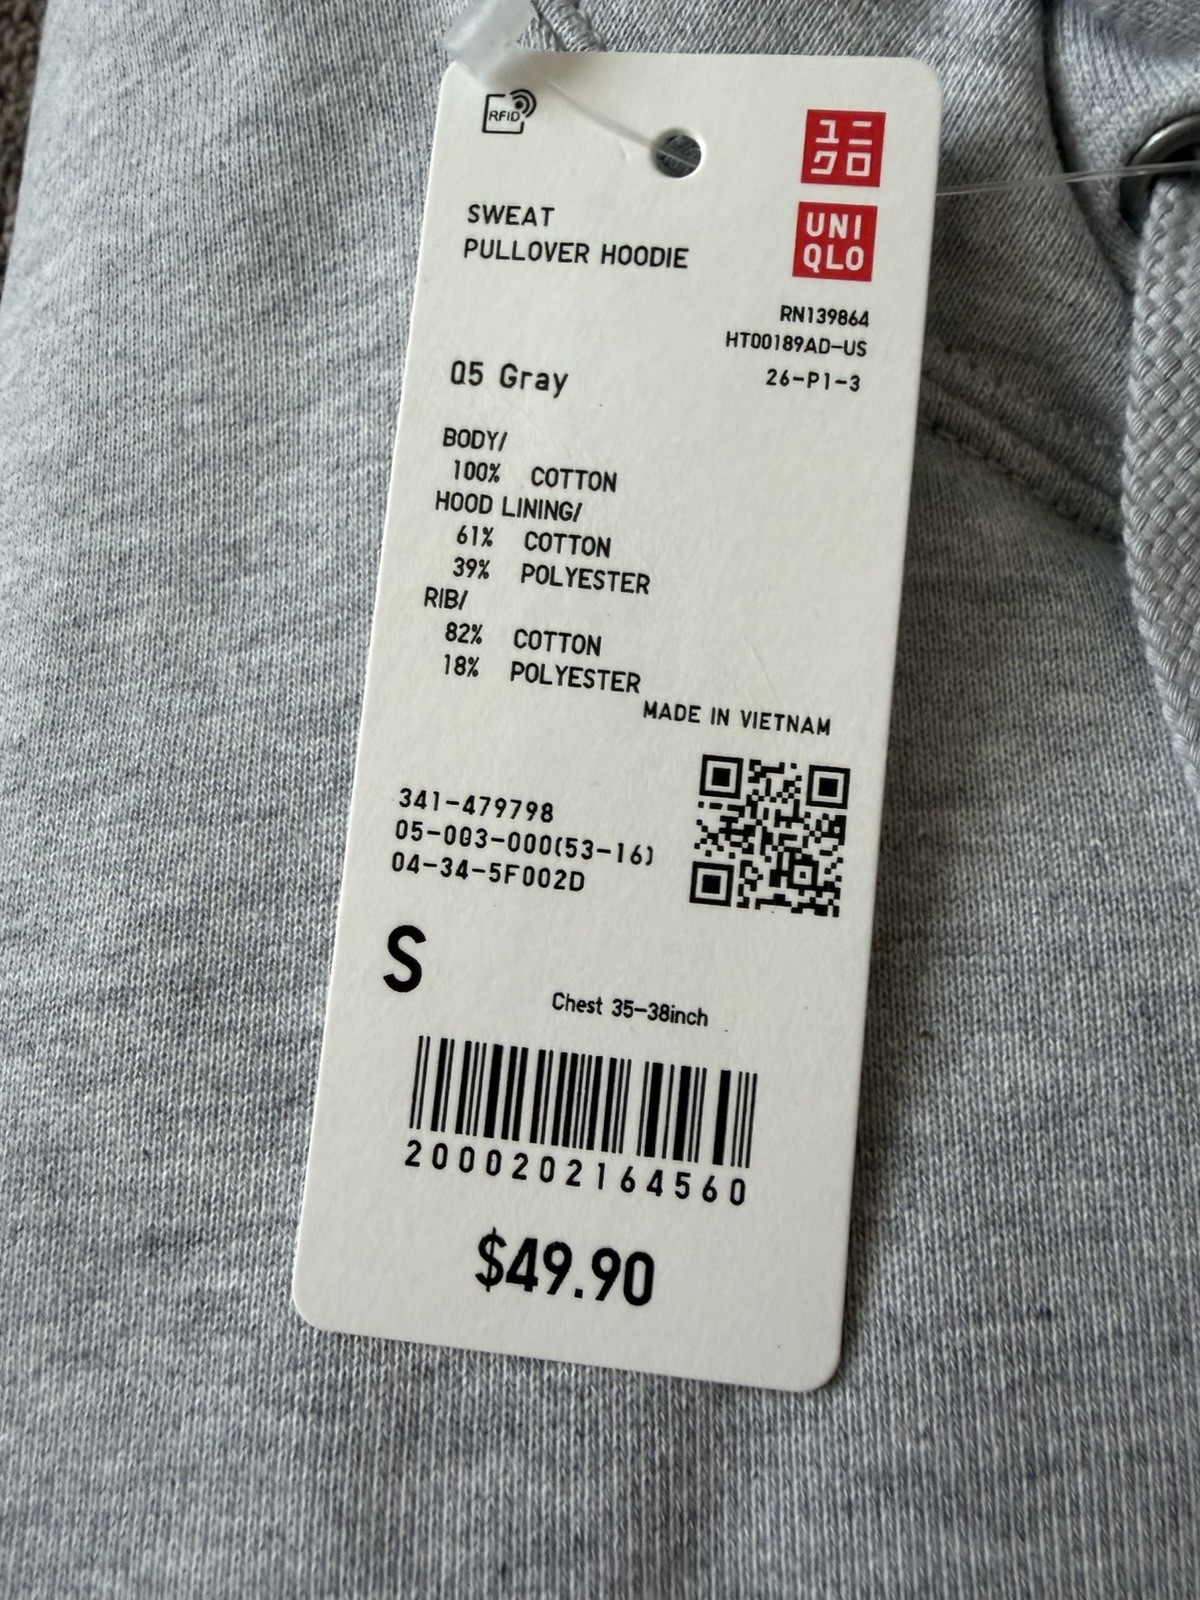 RFID
ユニ
クロ
SWEAT
PULLOVER HOODIE
UNI
QLO
RN139864
HT00189AD-US
26-P1-3
05 Gray
BODY/
100% COTTON
HOOD LINING/
61% COTTON
39% POLYESTER
RIB/
82% COTTON
18% POLYESTER
MADE IN VIETNAM
341-479798
05-003-000(53-16)
04-34-5F002D
S
Chest 35-38inch
2000202164560
$49.90